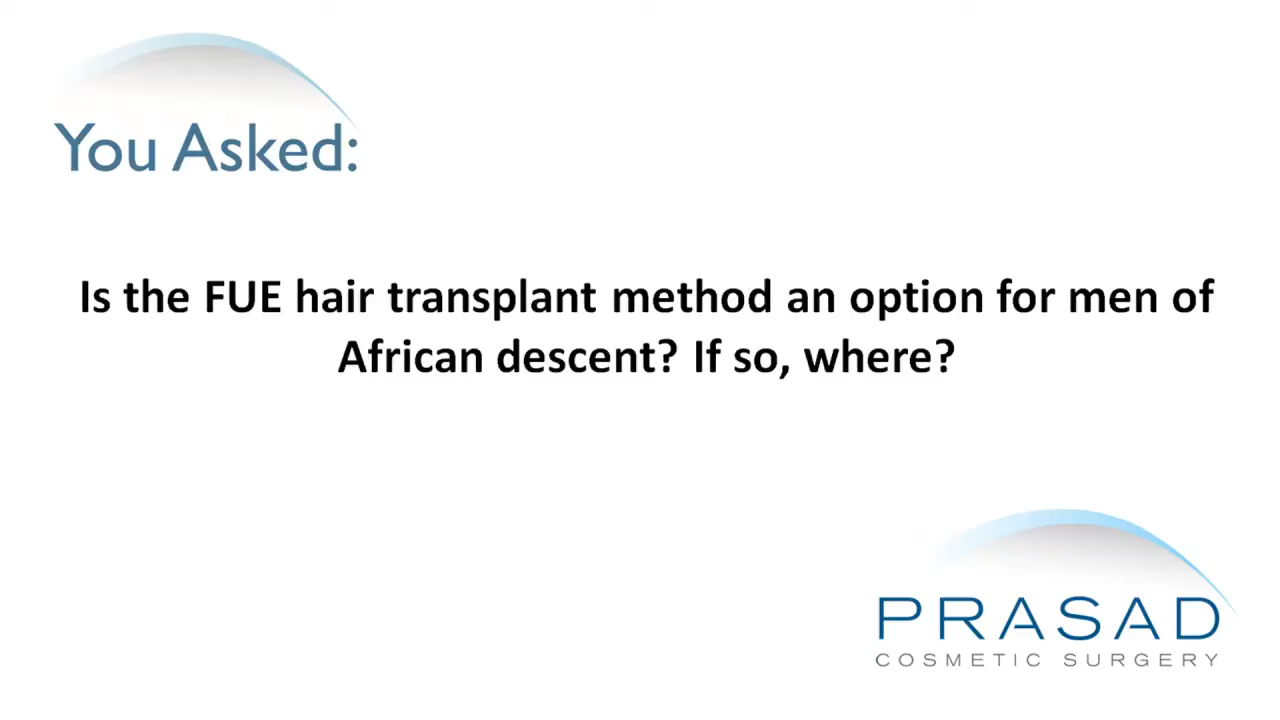 You Asked:
Is the FUE hair transplant method an option for men of
African descent? If so, where?
PRASAD
COSMETIC SURGERY